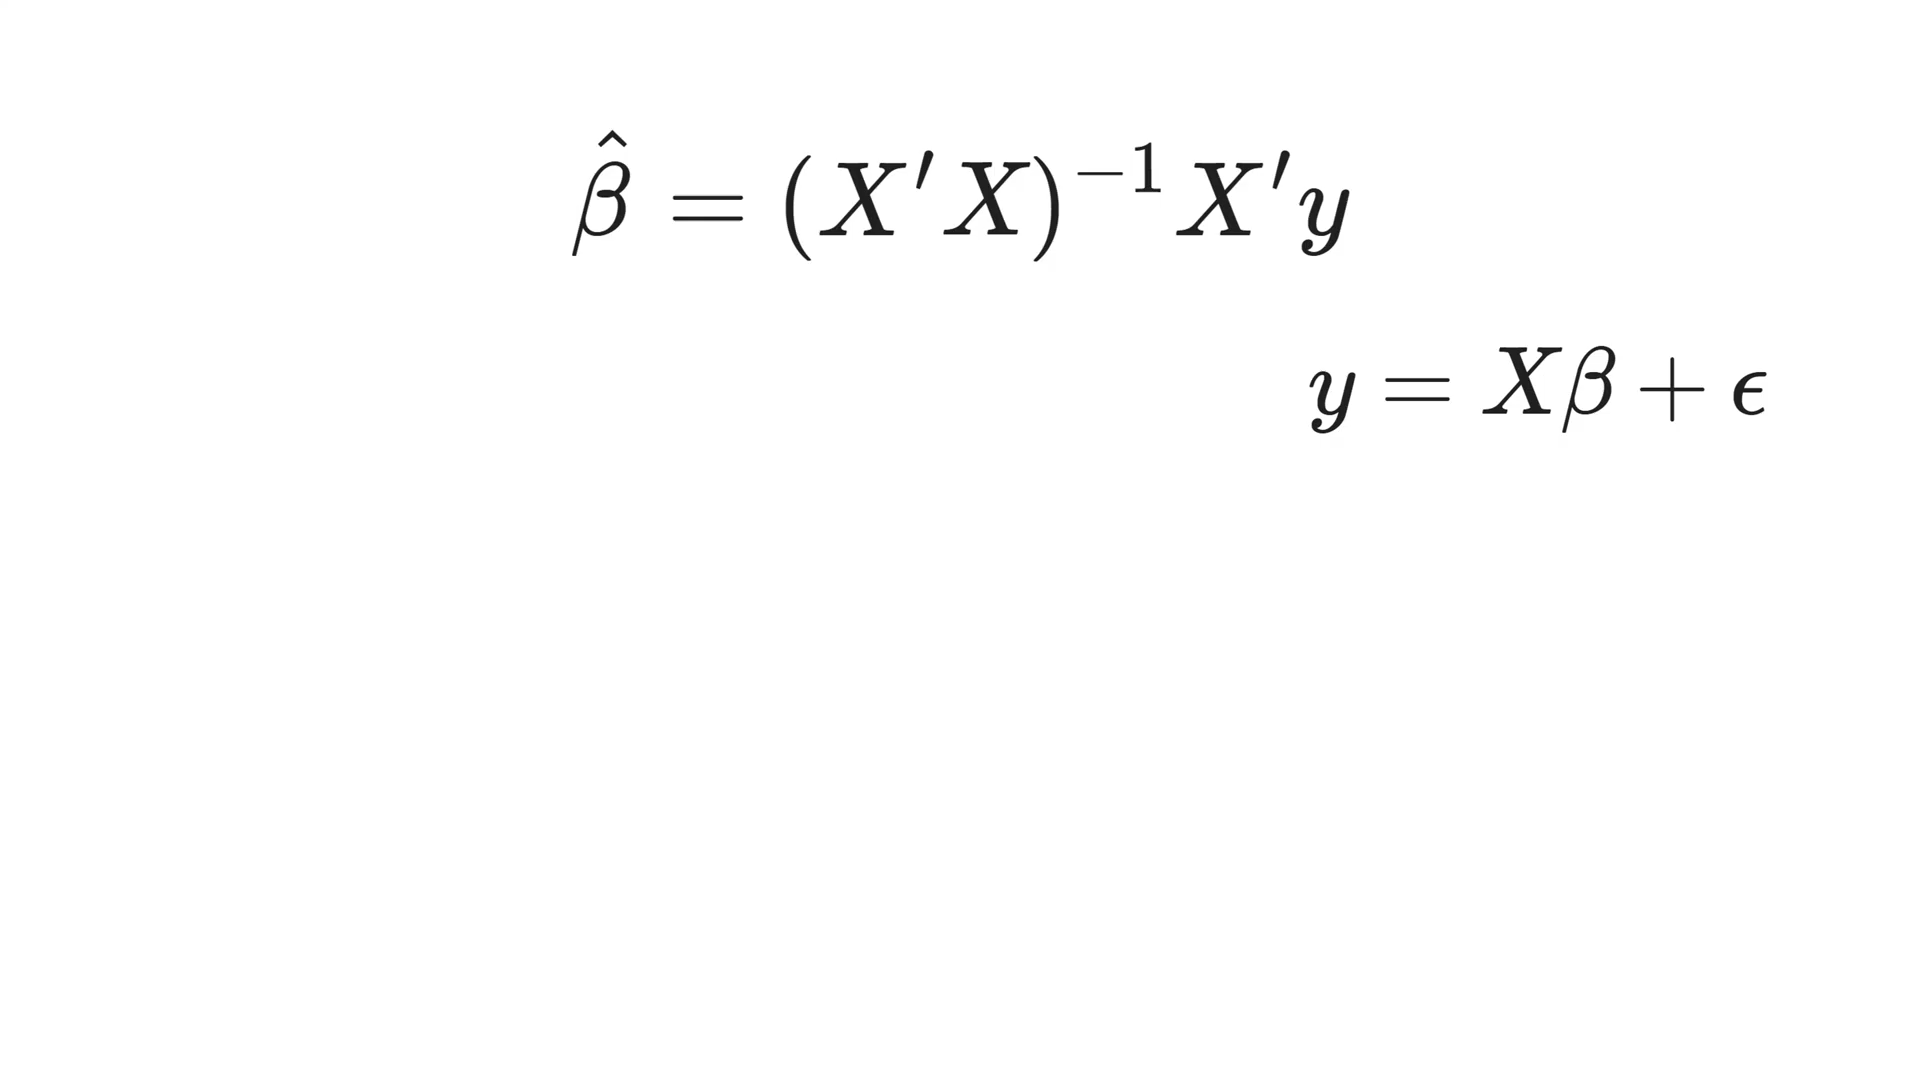 β̂ = (X′X)⁻¹X′y
y = Xβ + ϵ